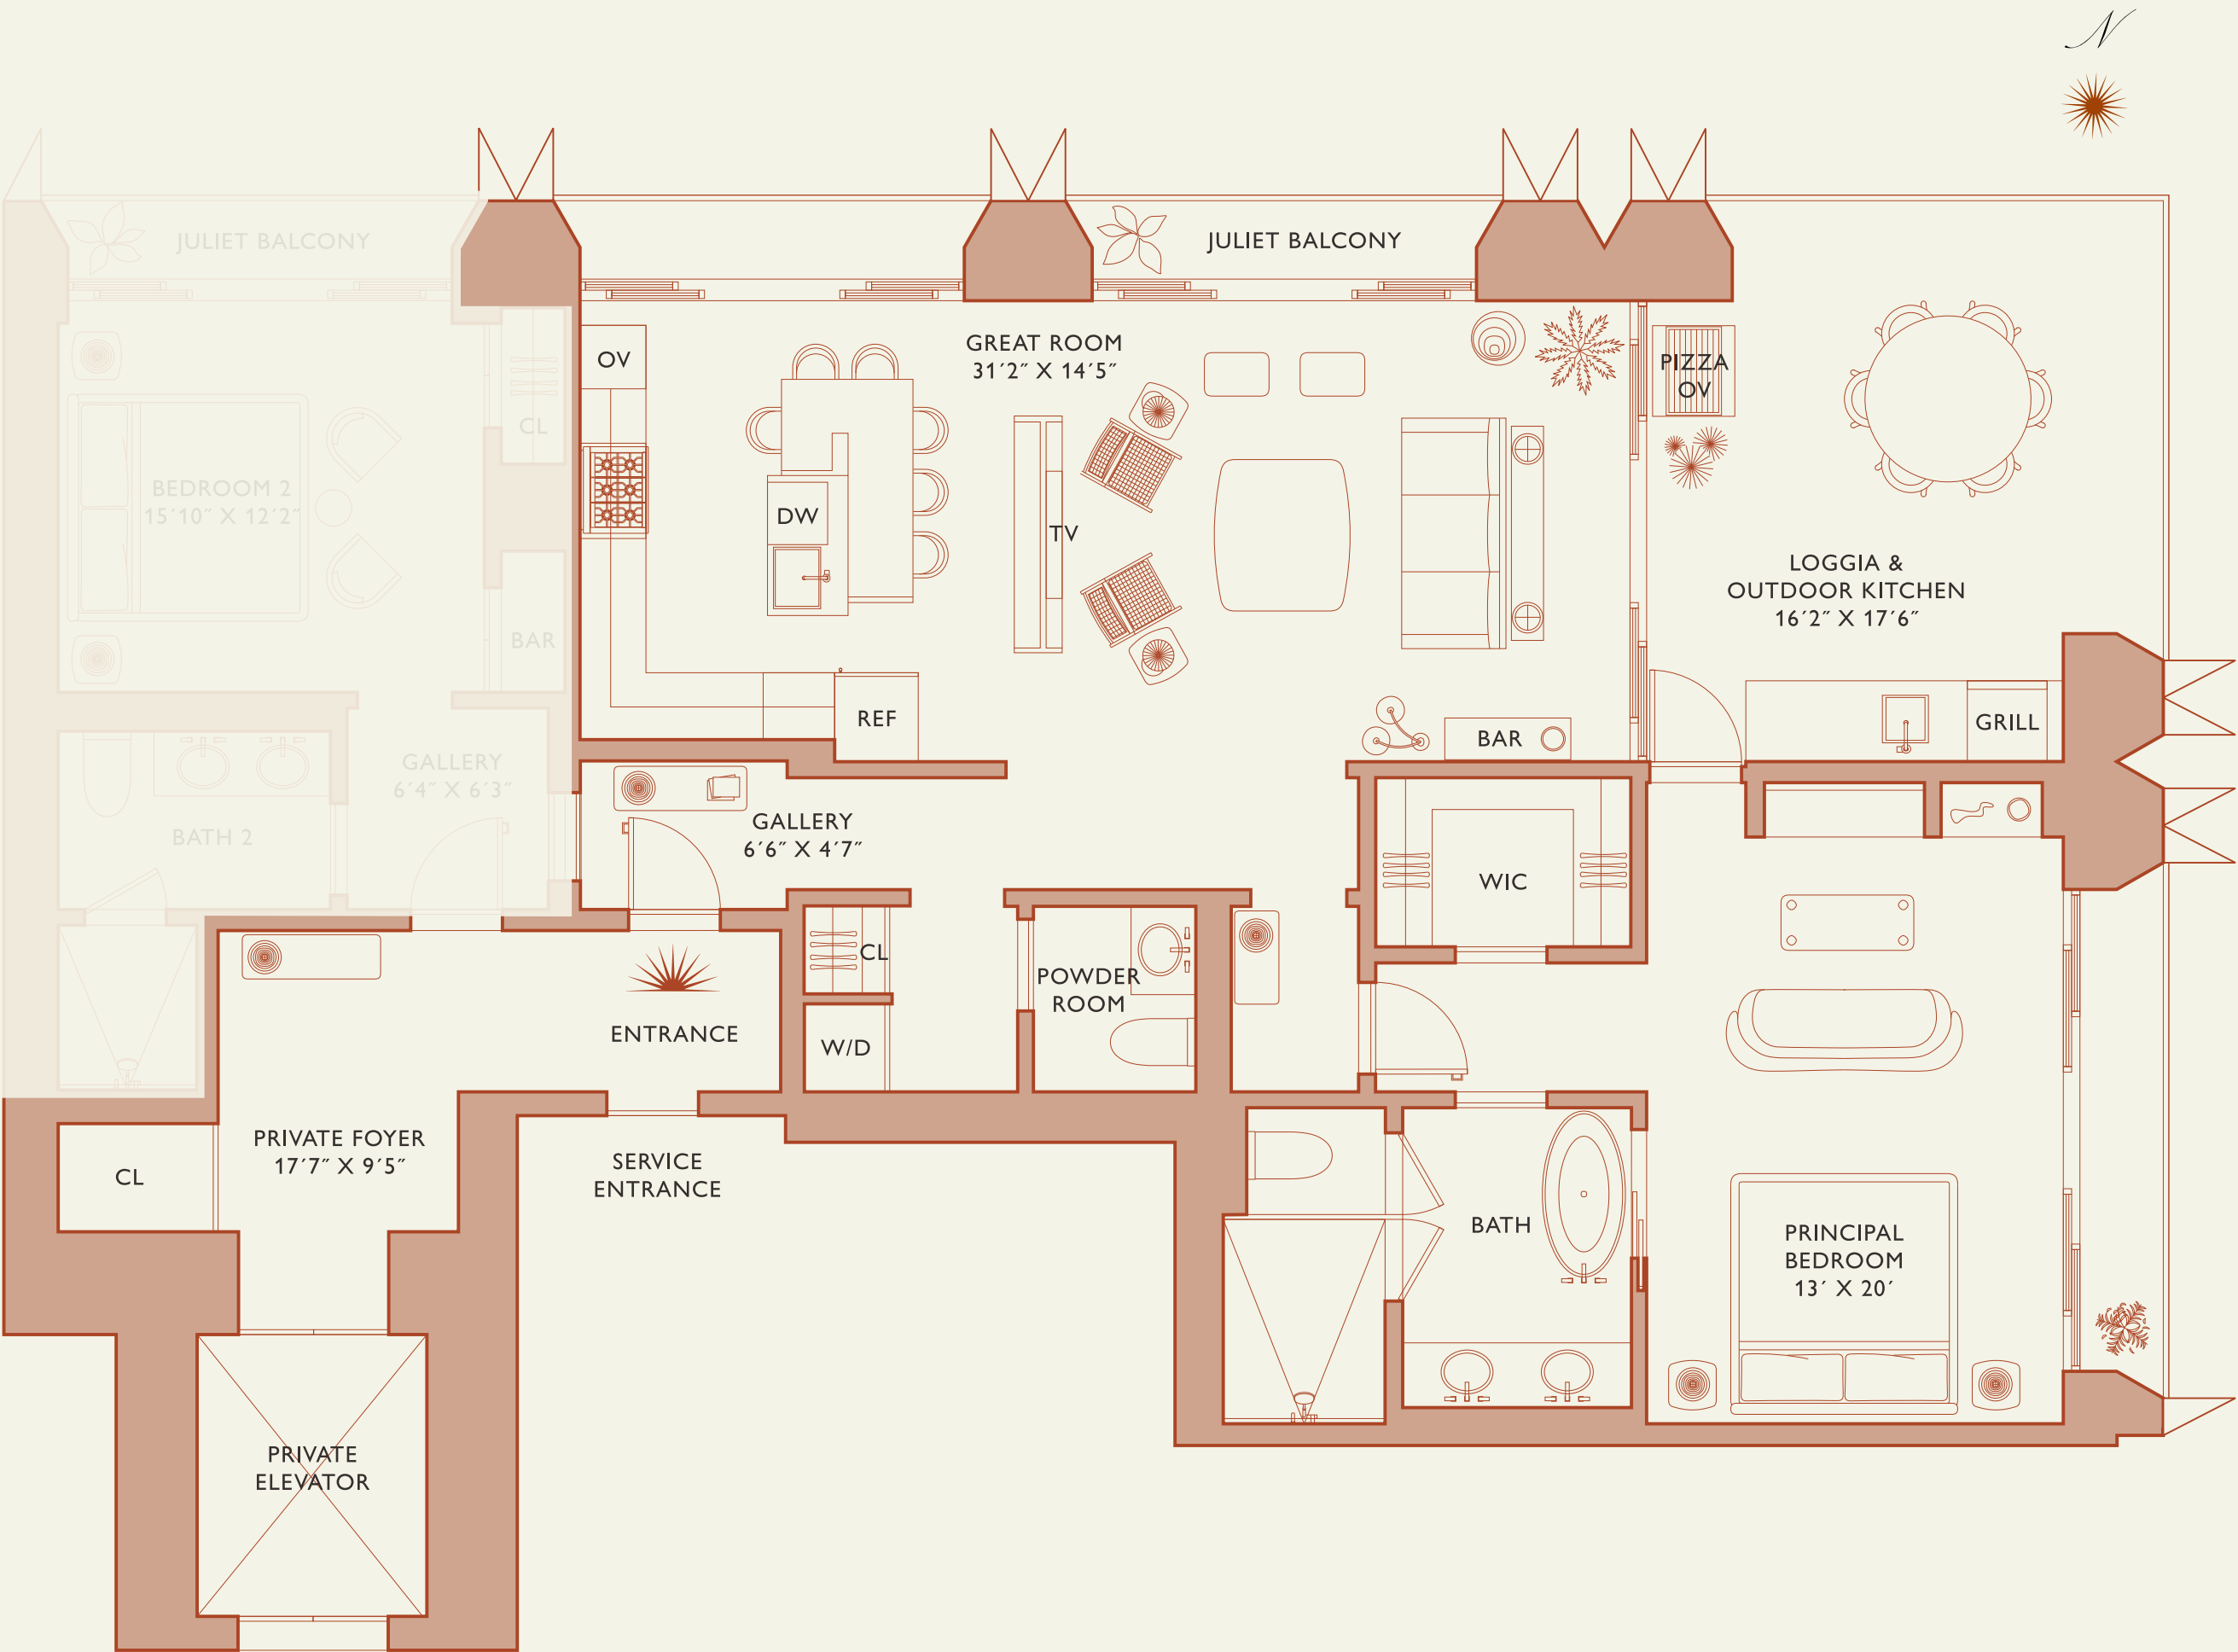 N
JULIET BALCONY
JULIET BALCONY
GREAT ROOM
31´2˝ X 14´5˝
OV
PIZZA
OV
CL
BEDROOM 2
15´10˝ X 12´2˝
DW
TV
LOGGIA &
OUTDOOR KITCHEN
16´2˝ X 17´6˝
BAR
REF
BAR
GRILL
GALLERY
6´4˝ X 6´3˝
BATH 2
GALLERY
6´6˝ X 4´7˝
WIC
CL
POWDER
ROOM
ENTRANCE
W/D
PRIVATE FOYER
17´7˝ X 9´5˝
CL
SERVICE
ENTRANCE
BATH
PRINCIPAL
BEDROOM
13´ X 20´
PRIVATE
ELEVATOR